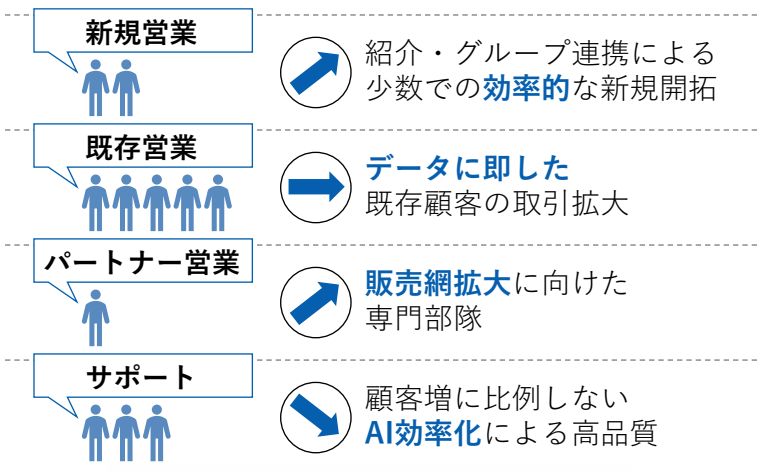 新規営業
紹介・グループ連携による
少数での効率的な新規開拓
既存営業
データに即した
既存顧客の取引拡大
パートナー営業
販売網拡大に向けた
専門部隊
サポート
顧客増に比例しない
AI効率化による高品質